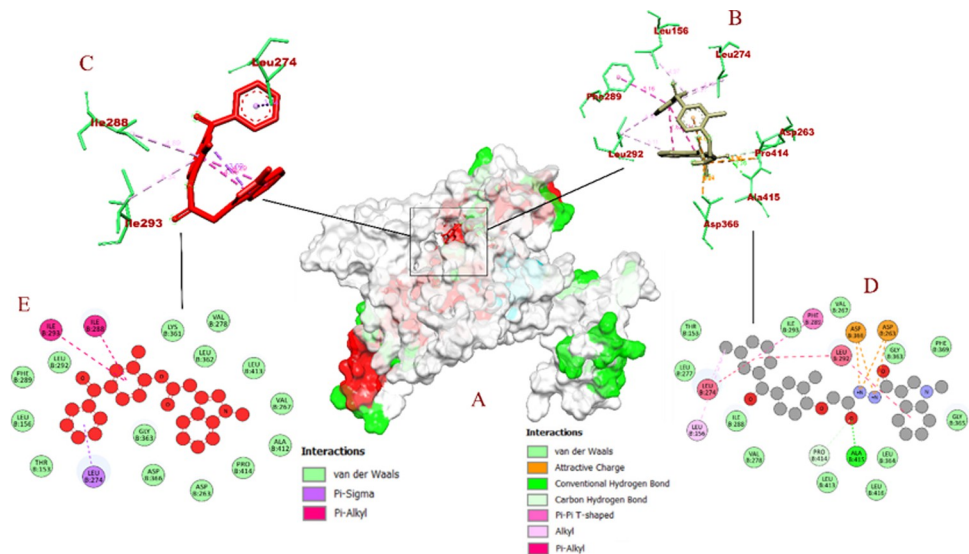 C
Leu274
Ile288
Ile293
B
Leu156
Leu274
Phe289
Leu292
Asp263
Pro414
Ala415
Asp366
A
E
ILE
B:293
ILE
B:288
LYS
B:361
VAL
B:278
LEU
B:292
LEU
B:362
LEU
B:413
PHE
B:289
VAL
B:267
LEU
B:156
GLY
B:363
ALA
B:412
THR
B:153
LEU
B:274
ASP
B:366
ASP
B:263
PRO
B:414
Interactions
van der Waals
Pi-Sigma
Pi-Alkyl
Interactions
van der Waals
Attractive Charge
Conventional Hydrogen Bond
Carbon Hydrogen Bond
Pi-Pi T-shaped
Alkyl
Pi-Alkyl
D
THR
B:153
ILE
B:293
PHE
VAL
B:267
ASP
B:366
ASP
B:263
LEU
B:277
LEU
B:292
GLY
B:363
PHE
B:369
LEU
B:274
ILE
B:288
LEU
B:156
VAL
B:278
PRO
B:414
ALA
B:415
LEU
B:364
GLY
B:365
LEU
B:413
LEU
B:416